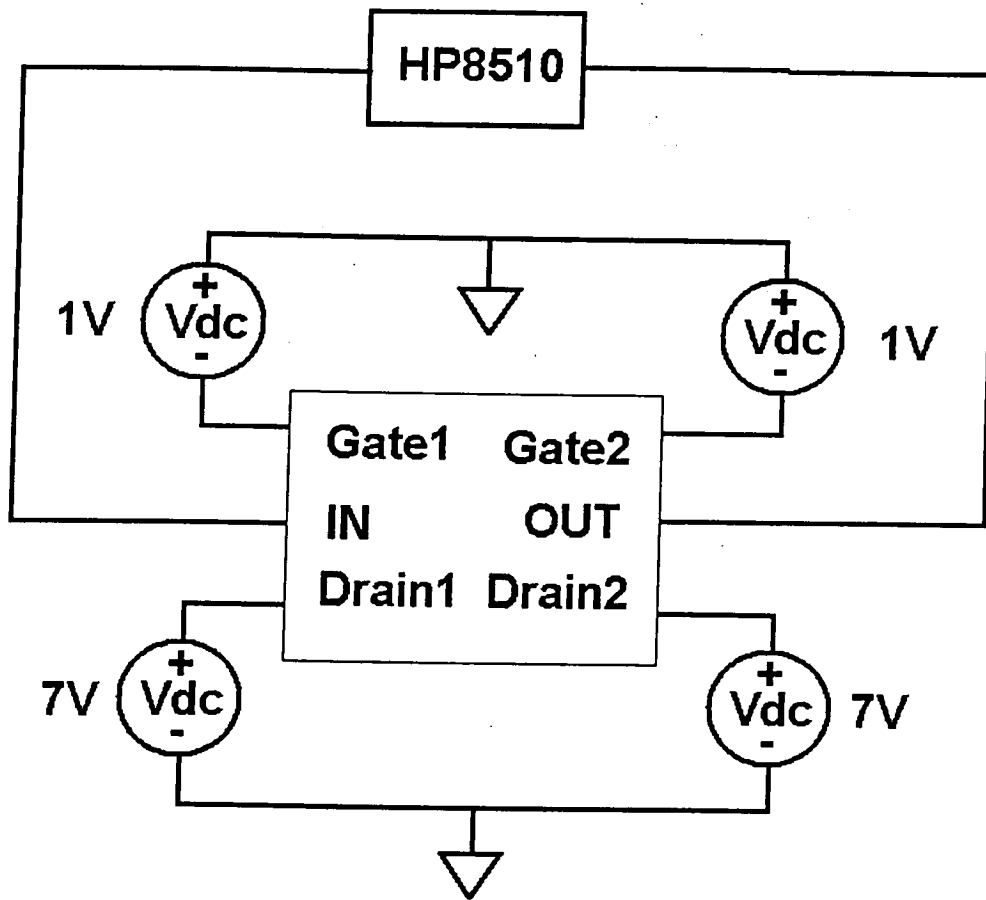 HP8510
+
Vdc
-
1V
+
Vdc
-
1V
Gate1 Gate2
IN OUT
Drain1 Drain2
+
Vdc
-
7V
+
Vdc
-
7V